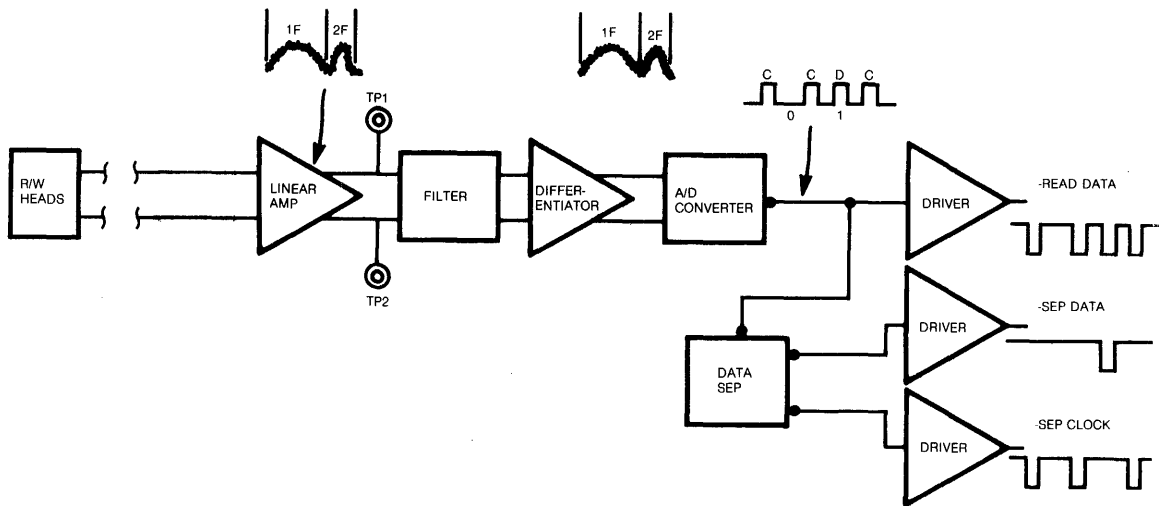 1F 2F
1F 2F
C C D C
0 1
TP1
R/W
HEADS
LINEAR
AMP
FILTER
DIFFER-
ENTIATOR
A/D
CONVERTER
DRIVER
-READ DATA
TP2
DATA
SEP
DRIVER
-SEP DATA
DRIVER
-SEP CLOCK